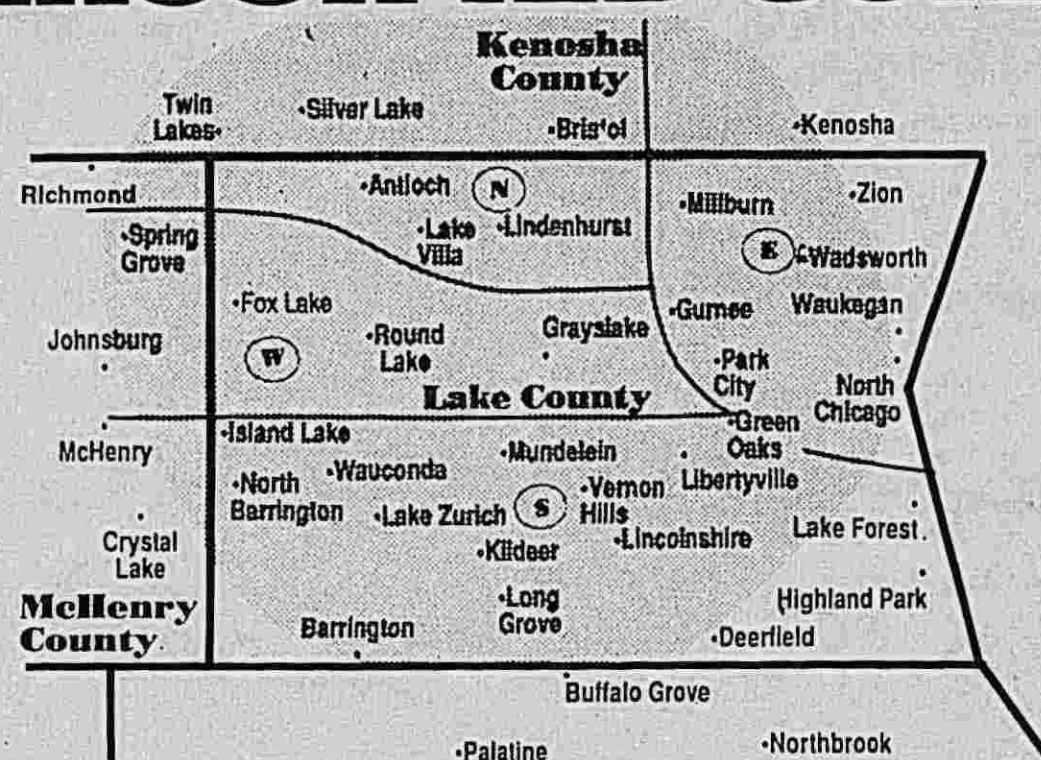 Kenosha
County
Twin
Lakes
Silver Lake
Bristol
Kenosha
Richmond
Antioch
N
Millburn
Zion
Spring
Grove
Lake
Villa
Lindenhurst
E
Wadsworth
Fox Lake
Gurnee
Waukegan
Johnsburg
W
Round
Lake
Grayslake
Park
City
North
Chicago
Lake County
Green
Oaks
McHenry
Island Lake
Wauconda
Mundelein
Libertyville
North
Barrington
Lake Zurich
S
Vernon
Hills
Lincolnshire
Lake Forest
Crystal
Lake
Kildeer
McHenry
County
Long
Grove
Highland Park
Barrington
Deerfield
Buffalo Grove
Palatine
Northbrook